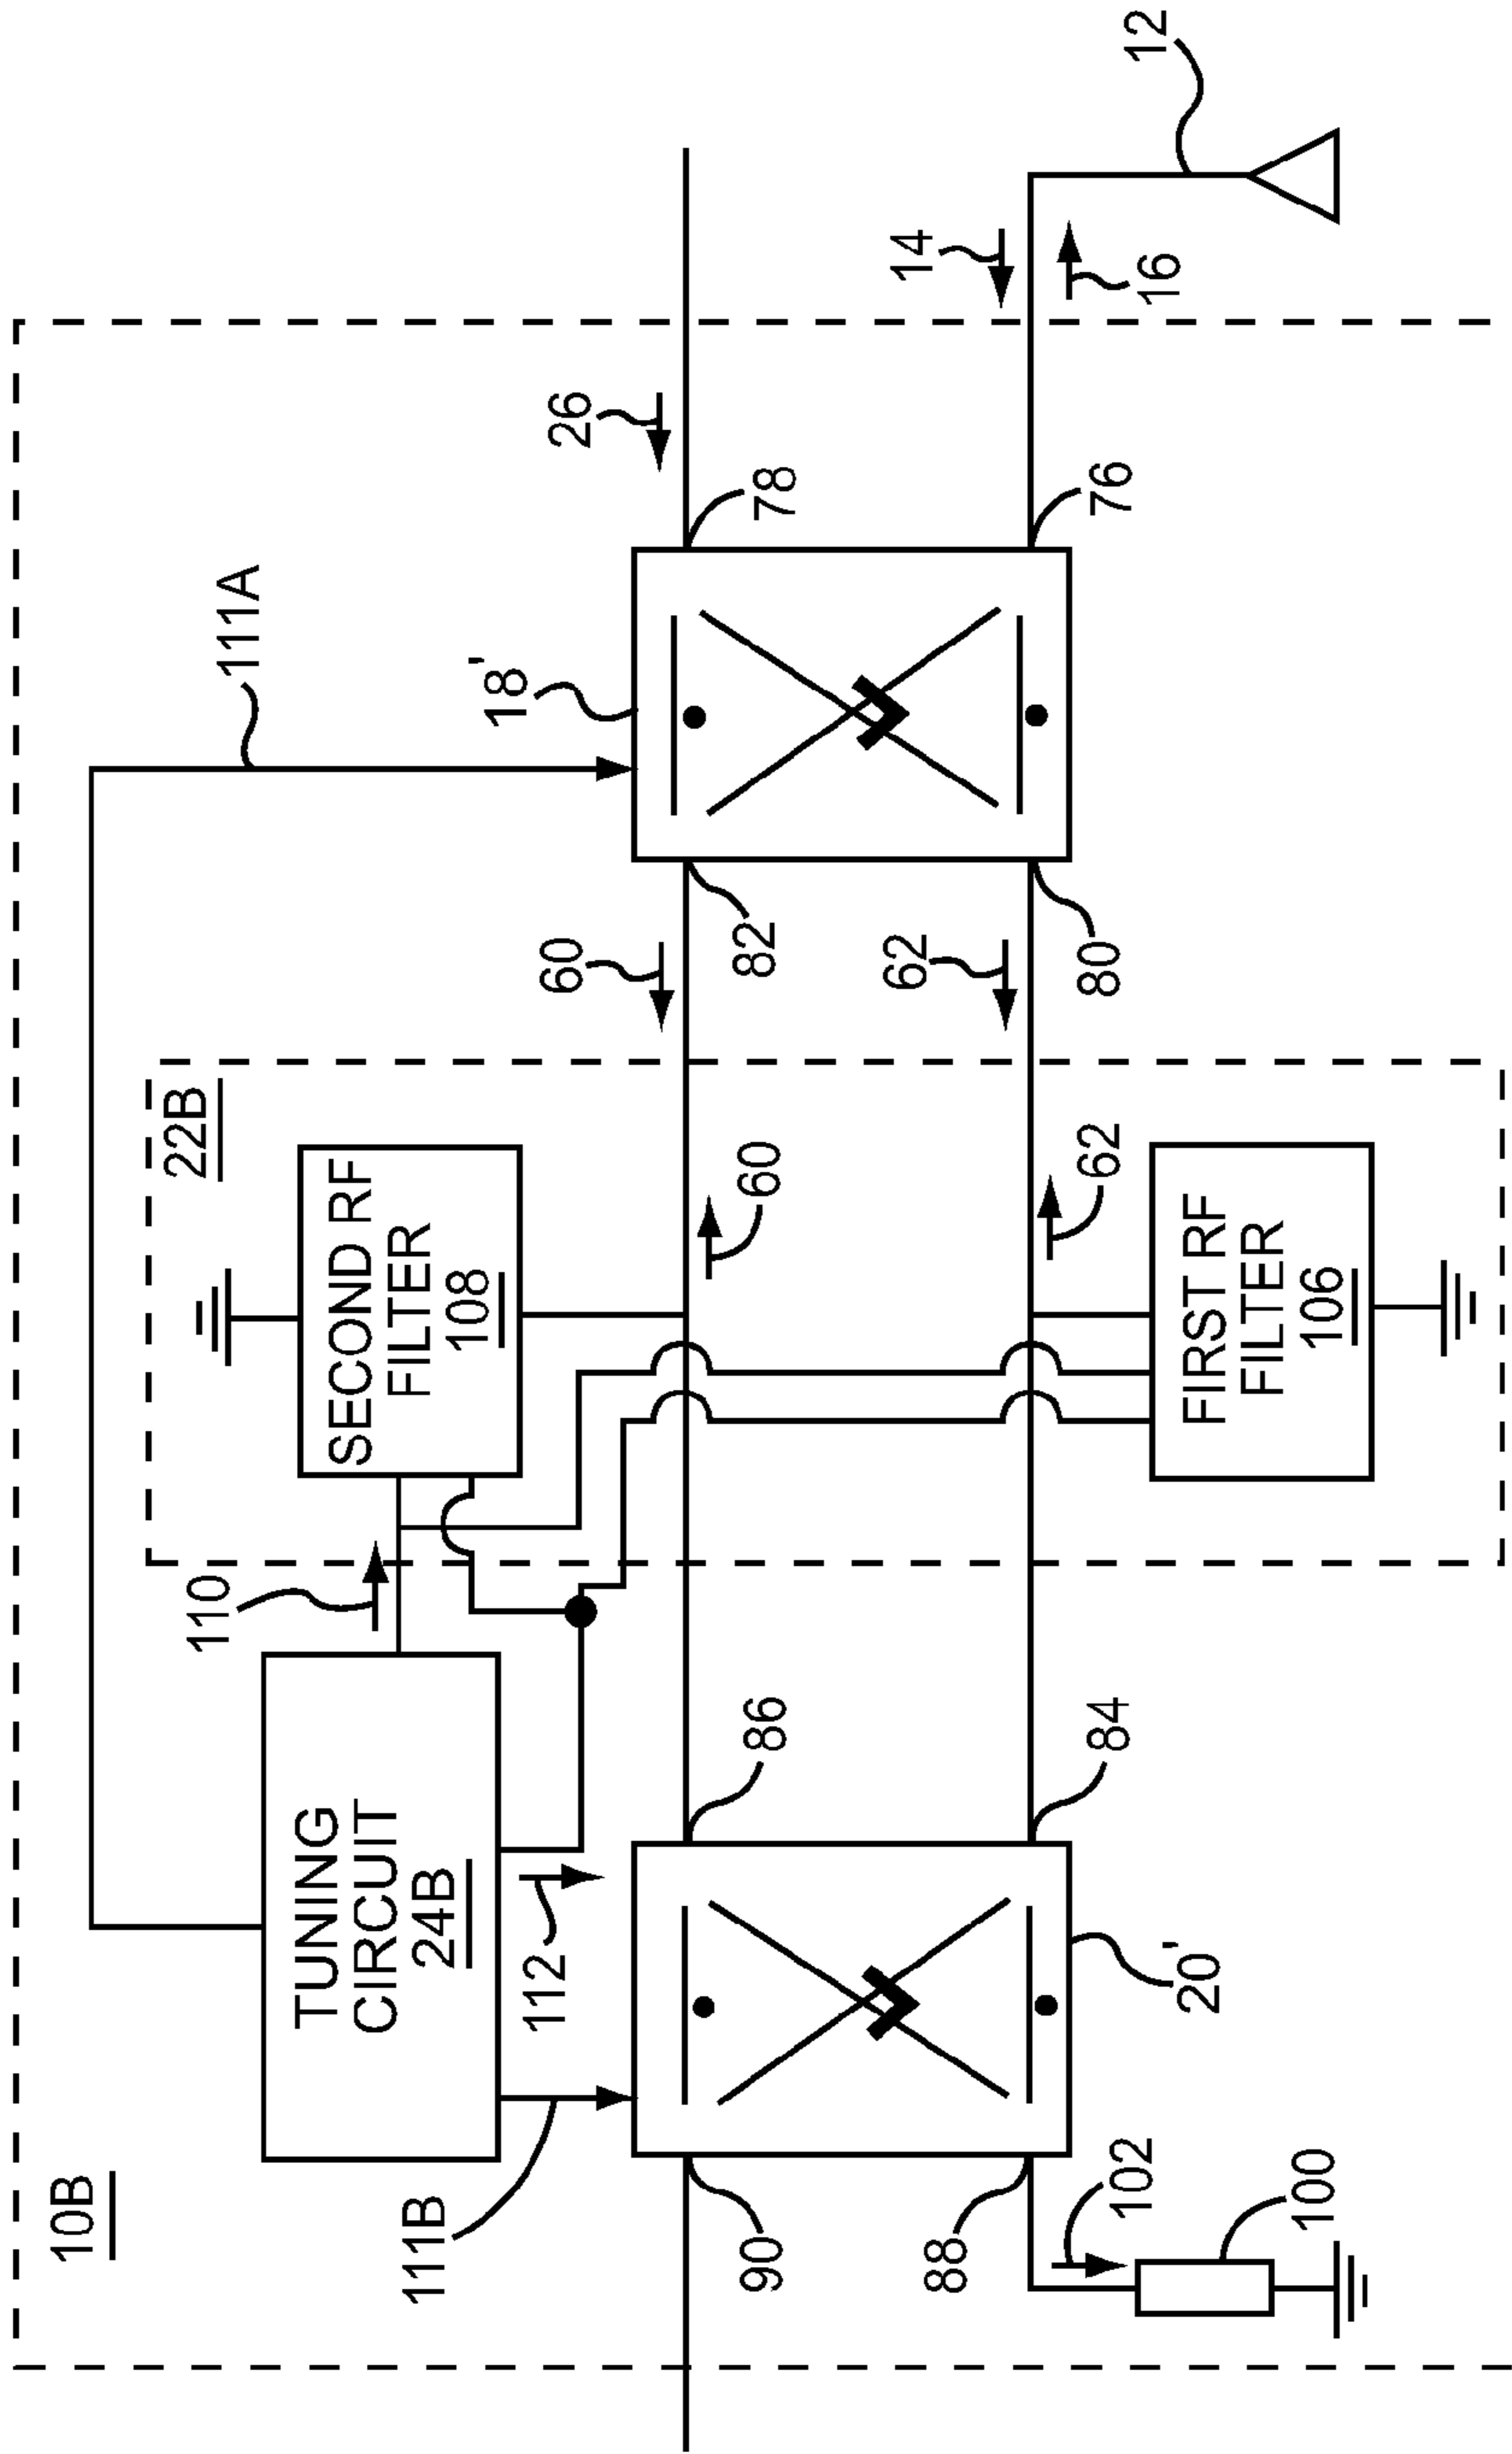 10B
22B
110
111A
TUNING
CIRCUIT
24B
SECOND RF
FILTER
108
111B
18'
112
60
26
90
86
60
82
78
62
14
88
84
62
80
76
102
16
12
20'
FIRST RF
FILTER
106
100